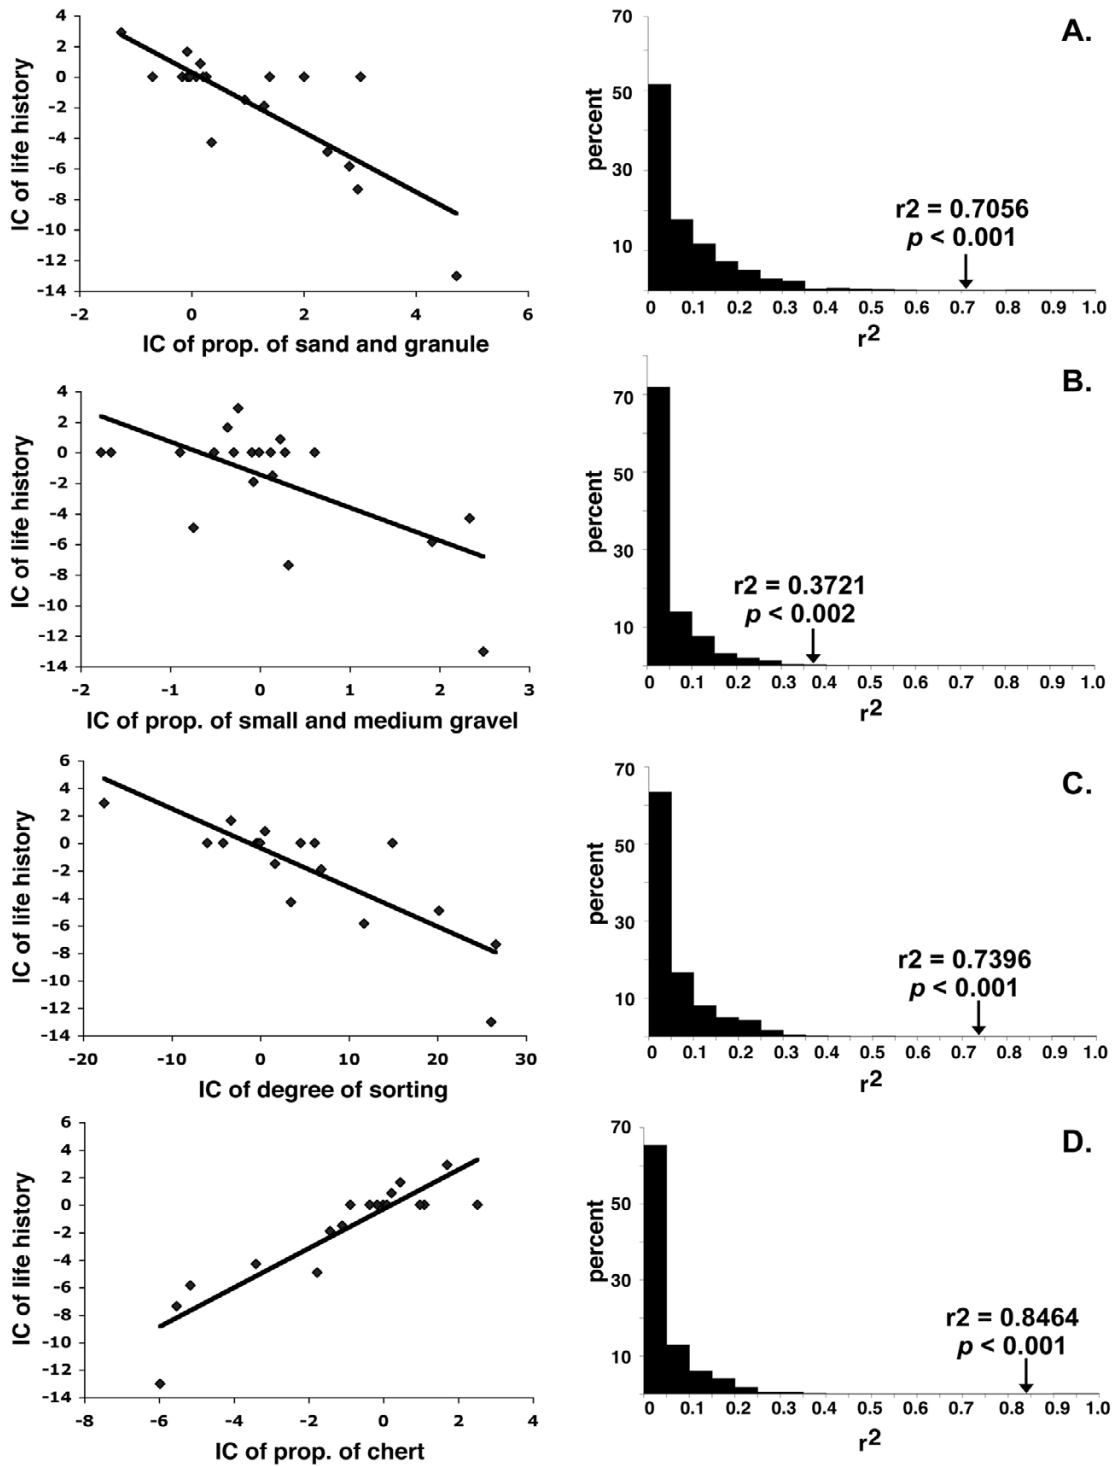 4
2
0
-2
-4
-6
-8
-10
-12
-14
IC of life history
-2 0 2 4 6
IC of prop. of sand and granule
70
50
30
10
percent
A.
r2 = 0.7056
p < 0.001
0 0.1 0.2 0.3 0.4 0.5 0.6 0.7 0.8 0.9 1.0
r2
4
2
0
-2
-4
-6
-8
-10
-12
-14
IC of life history
-2 -1 0 1 2 3
IC of prop. of small and medium gravel
70
50
30
10
percent
B.
r2 = 0.3721
p < 0.002
0 0.1 0.2 0.3 0.4 0.5 0.6 0.7 0.8 0.9 1.0
r2
6
4
2
0
-2
-4
-6
-8
-10
-12
-14
IC of life history
-20 -10 0 10 20 30
IC of degree of sorting
70
50
30
10
percent
C.
r2 = 0.7396
p < 0.001
0 0.1 0.2 0.3 0.4 0.5 0.6 0.7 0.8 0.9 1.0
r2
6
4
2
0
-2
-4
-6
-8
-10
-12
-14
IC of life history
-8 -6 -4 -2 0 2 4
IC of prop. of chert
70
50
30
10
percent
D.
r2 = 0.8464
p < 0.001
0 0.1 0.2 0.3 0.4 0.5 0.6 0.7 0.8 0.9 1.0
r2